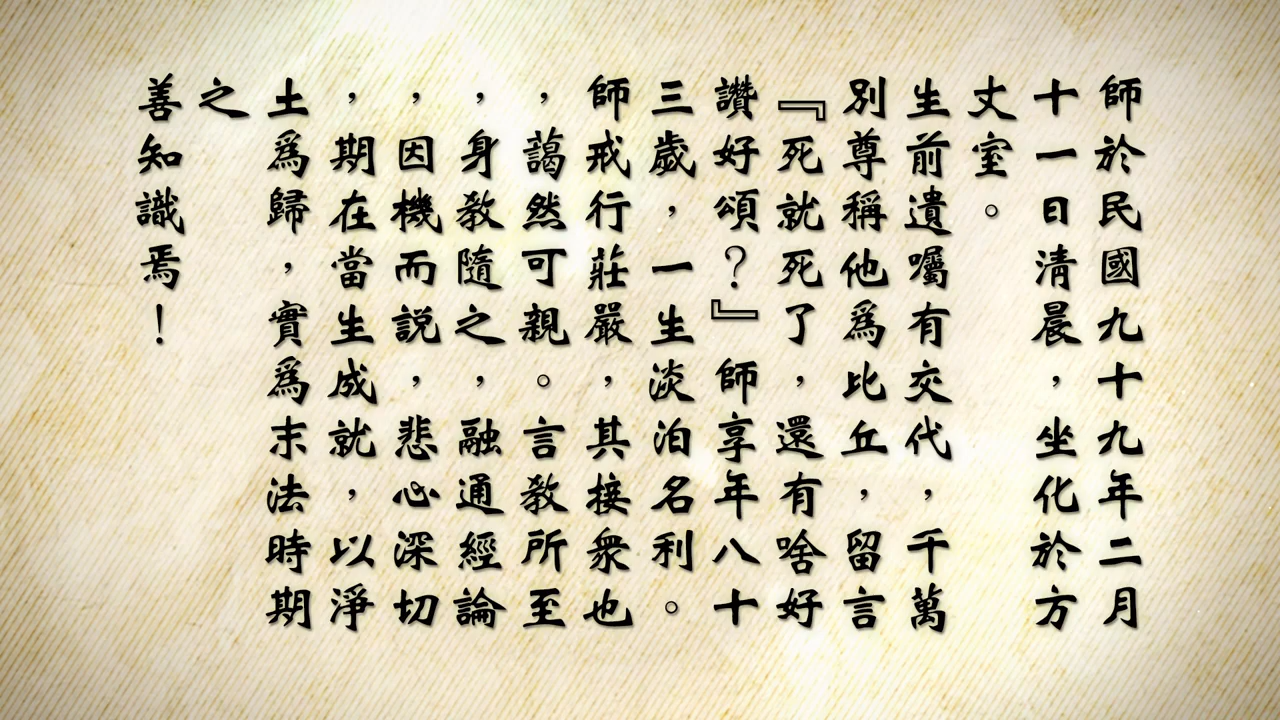 師於民國九十九年二月
十一日清晨，坐化於方
丈室。
生前遺囑有交代，千萬
別尊稱他爲比丘，留言
『死就死了，還有啥好
讚好頌？』師享年八十
三歲，一生淡泊名利。
師戒行莊嚴，其接衆也
，藹然可親。言教所至
，身教隨之，融通經論
，因機而説，悲心深切
，期在當生成就，以淨
土爲歸，實爲末法時期
之
善知識焉！